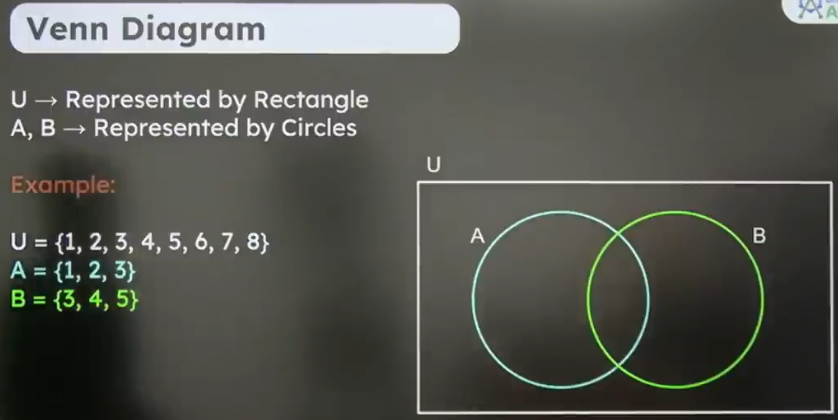 Venn Diagram
U → Represented by Rectangle
A, B → Represented by Circles
Example:
U = {1, 2, 3, 4, 5, 6, 7, 8}
A = {1, 2, 3}
B = {3, 4, 5}
U
A
B